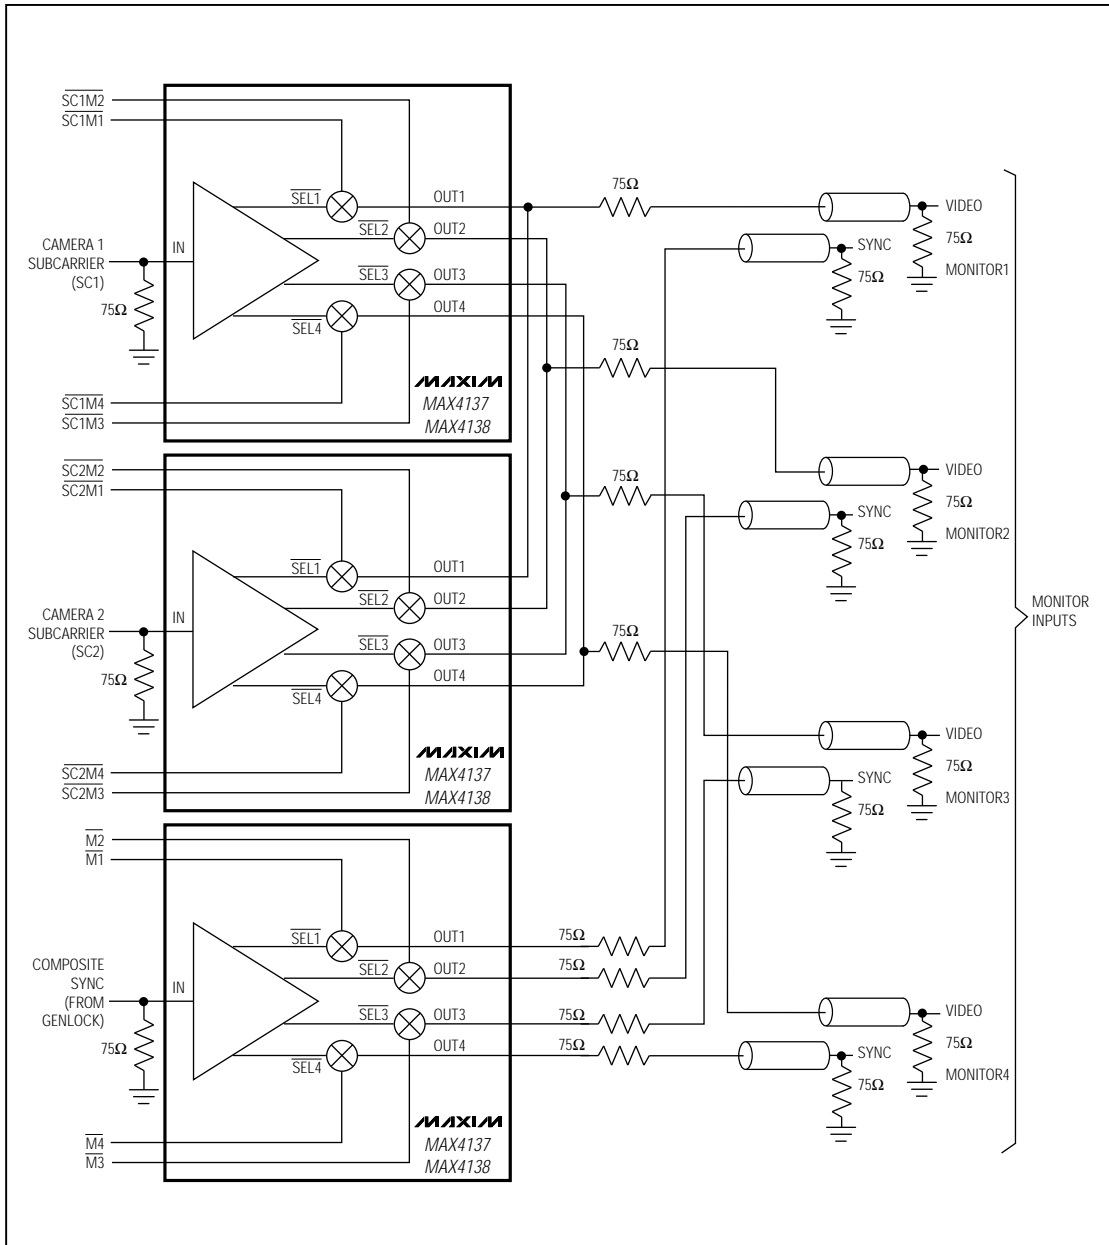 SC1M2
SC1M1
SEL1
OUT1
SEL2
OUT2
CAMERA 1
SUBCARRIER
(SC1)
IN
SEL3
OUT3
OUT4
75Ω
SEL4
SC1M4
SC1M3
MAXIM
MAX4137
MAX4138
SC2M2
SC2M1
SEL1
OUT1
SEL2
OUT2
CAMERA 2
SUBCARRIER
(SC2)
IN
SEL3
OUT3
OUT4
75Ω
SEL4
SC2M4
SC2M3
MAXIM
MAX4137
MAX4138
M2
M1
SEL1
OUT1
SEL2
OUT2
COMPOSITE
SYNC
(FROM
GENLOCK)
IN
SEL3
OUT3
OUT4
75Ω
SEL4
M4
M3
MAXIM
MAX4137
MAX4138
75Ω
75Ω
75Ω
75Ω
75Ω
75Ω
75Ω
75Ω
VIDEO
75Ω
SYNC
75Ω
MONITOR1
VIDEO
75Ω
SYNC
75Ω
MONITOR2
VIDEO
75Ω
SYNC
75Ω
MONITOR3
VIDEO
75Ω
SYNC
75Ω
MONITOR4
MONITOR
INPUTS